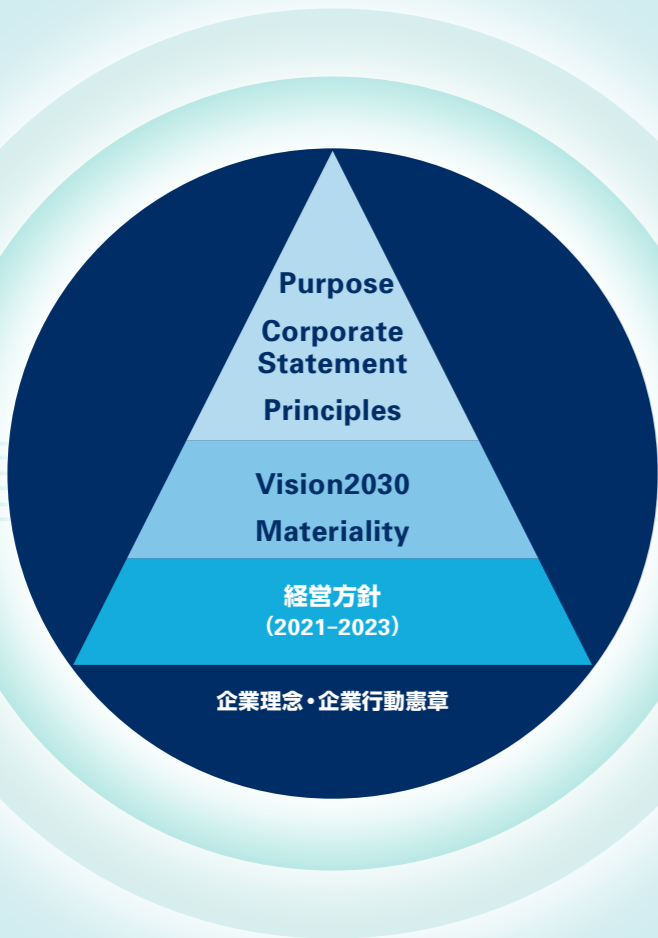 Purpose
Corporate
Statement
Principles
Vision2030
Materiality
経営方針
（2021–2023）
企業理念・企業行動憲章